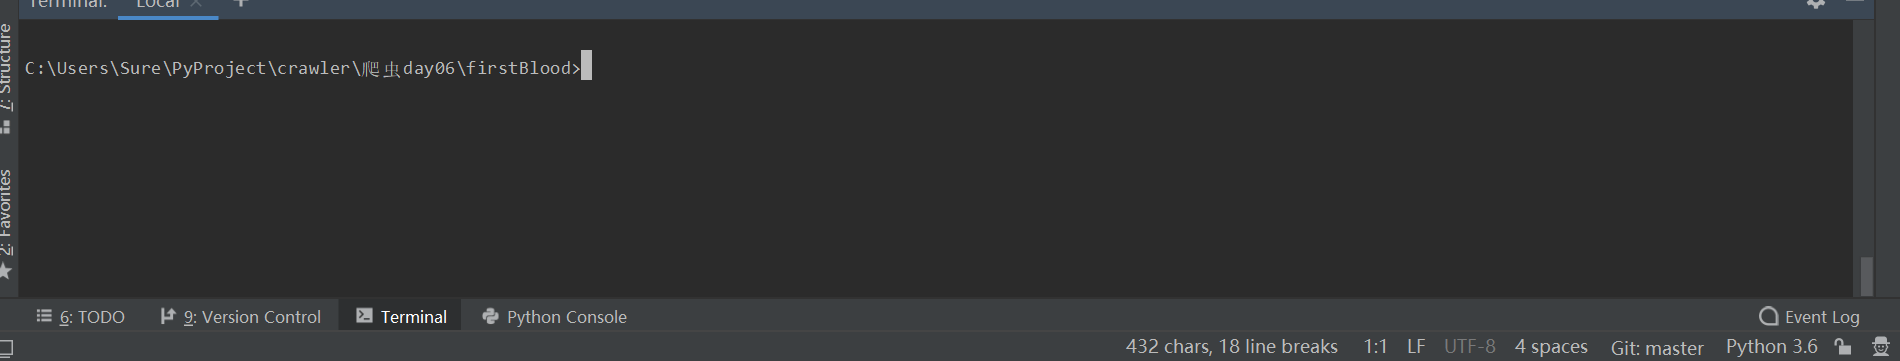 Terminal: Local
7: Structure
C:\Users\Sure\PyProject\crawler\爬虫day06\firstBlood>
2: Favorites
6: TODO 9: Version Control Terminal Python Console Event Log
432 chars, 18 line breaks 1:1 LF UTF-8 4 spaces Git: master Python 3.6